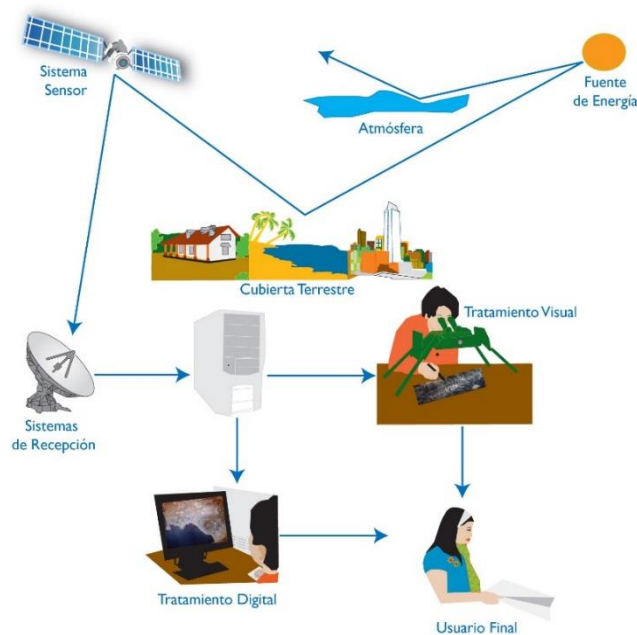 Sistema
Sensor
Fuente
de Energía
Atmósfera
Cubierta Terrestre
Tratamiento Visual
Sistemas
de Recepción
Tratamiento Digital
Usuario Final